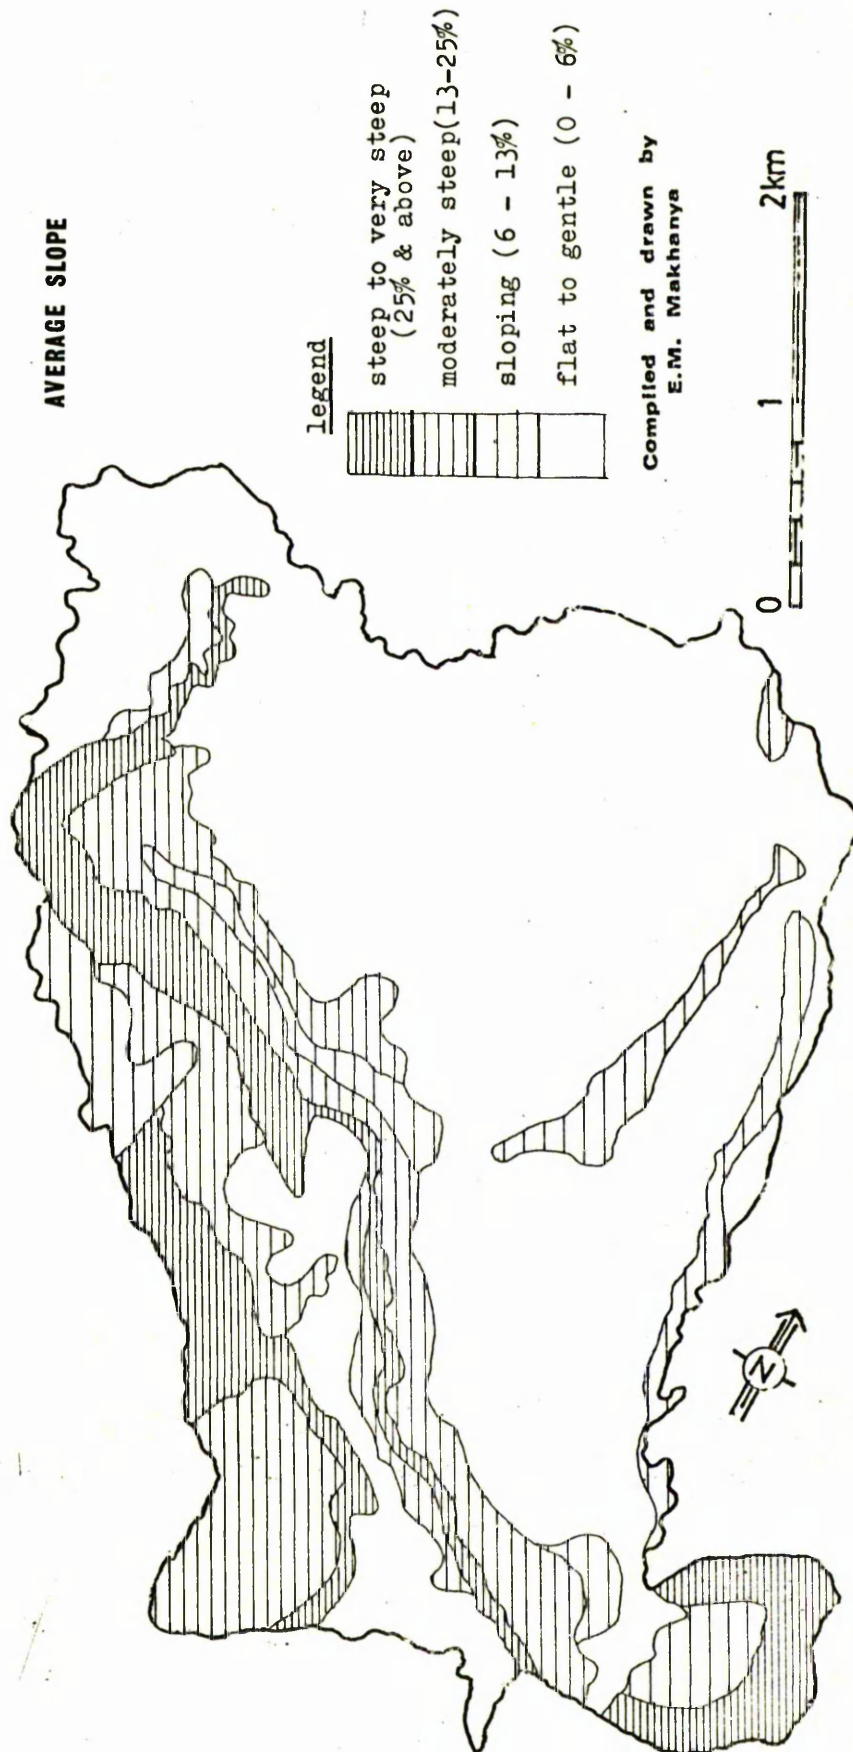 AVERAGE SLOPE
legend
steep to very steep
(25% & above)
moderately steep(13-25%)
sloping (6 - 13%)
flat to gentle (0 - 6%)
Compiled and drawn by
E.M. Makhanya
0 1 2km
N